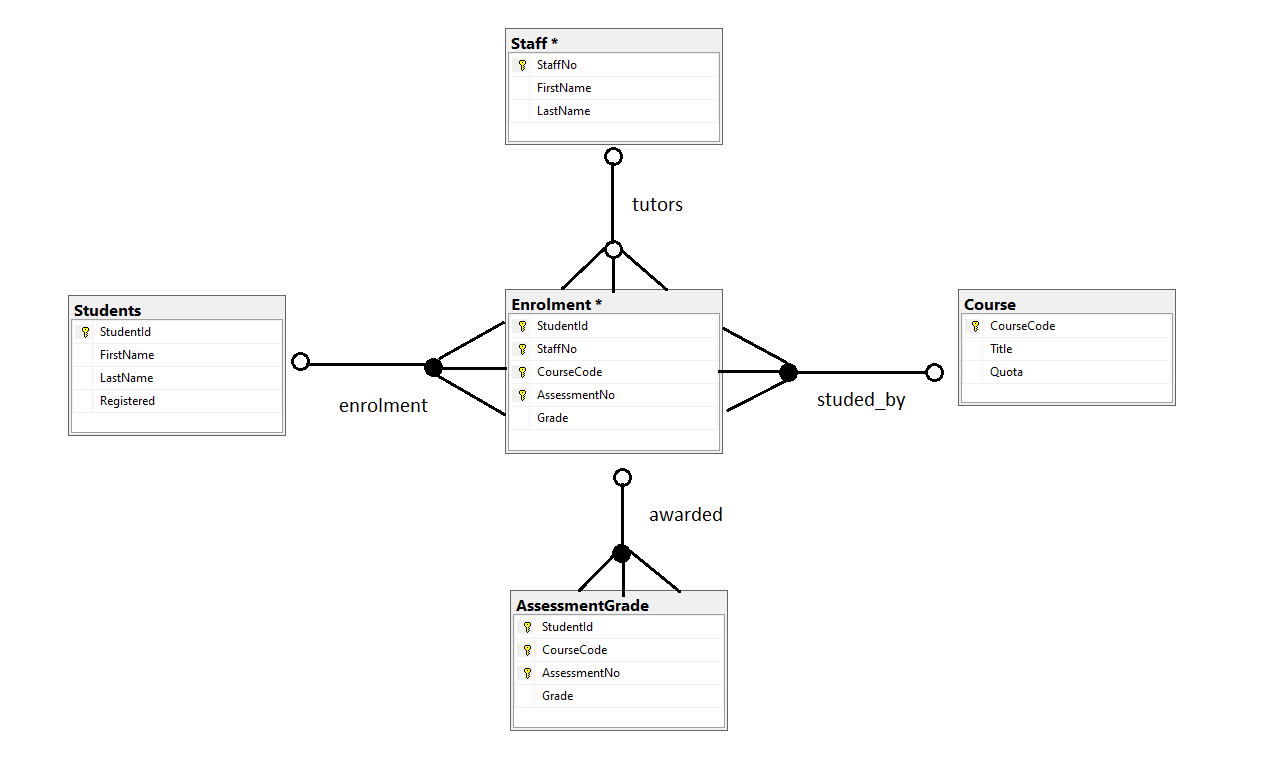 Staff *
StaffNo
FirstName
LastName
tutors
Students
StudentId
FirstName
LastName
Registered
enrolment
Enrolment *
StudentId
StaffNo
CourseCode
AssessmentNo
Grade
Course
CourseCode
Title
Quota
studed_by
awarded
AssessmentGrade
StudentId
CourseCode
AssessmentNo
Grade